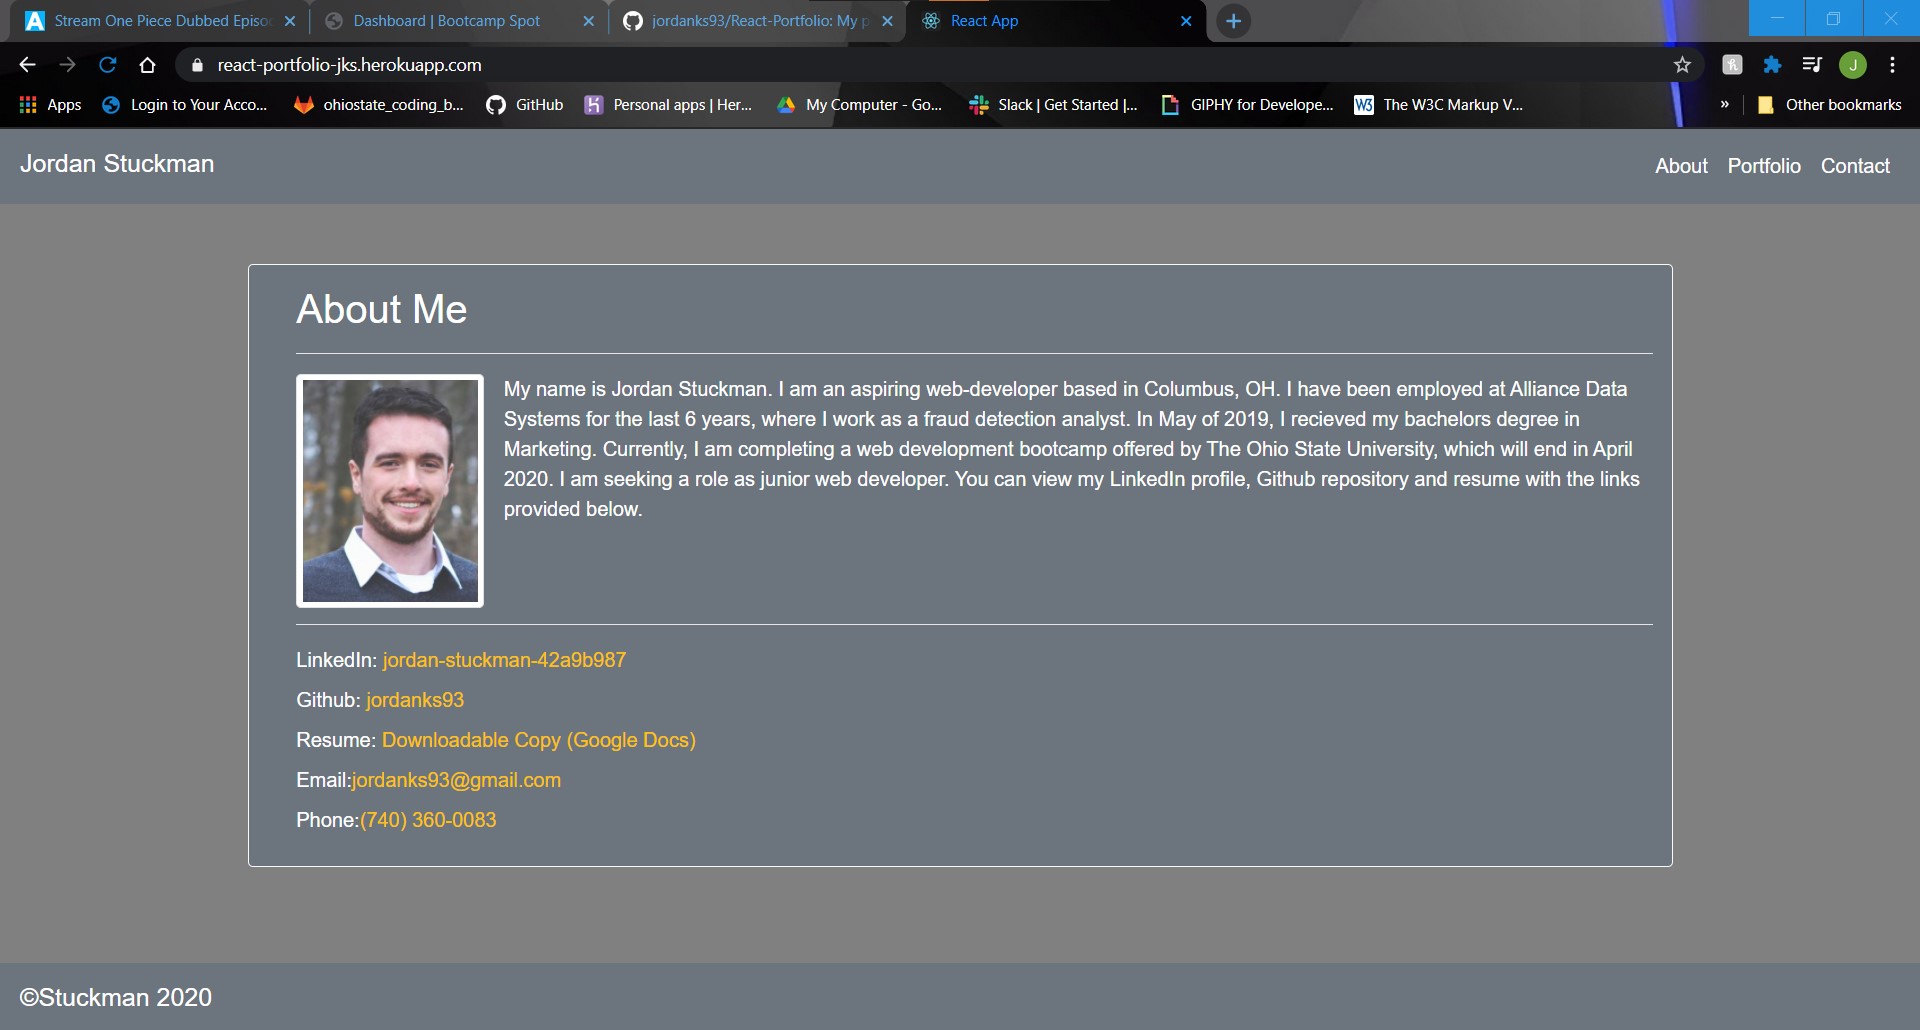 Stream One Piece Dubbed Episo
Dashboard | Bootcamp Spot
jordanks93/React-Portfolio: My p
React App
react-portfolio-jks.herokuapp.com
J
Apps
Login to Your Acco...
ohiostate_coding_b...
GitHub
Personal apps | Her...
My Computer - Go...
Slack | Get Started |...
GIPHY for Develope...
W3
The W3C Markup V...
»
Other bookmarks
Jordan Stuckman
About
Portfolio
Contact
About Me
My name is Jordan Stuckman. I am an aspiring web-developer based in Columbus, OH. I have been employed at Alliance Data
Systems for the last 6 years, where I work as a fraud detection analyst. In May of 2019, I recieved my bachelors degree in
Marketing. Currently, I am completing a web development bootcamp offered by The Ohio State University, which will end in April
2020. I am seeking a role as junior web developer. You can view my LinkedIn profile, Github repository and resume with the links
provided below.
LinkedIn: jordan-stuckman-42a9b987
Github: jordanks93
Resume: Downloadable Copy (Google Docs)
Email:jordanks93@gmail.com
Phone:(740) 360-0083
©Stuckman 2020